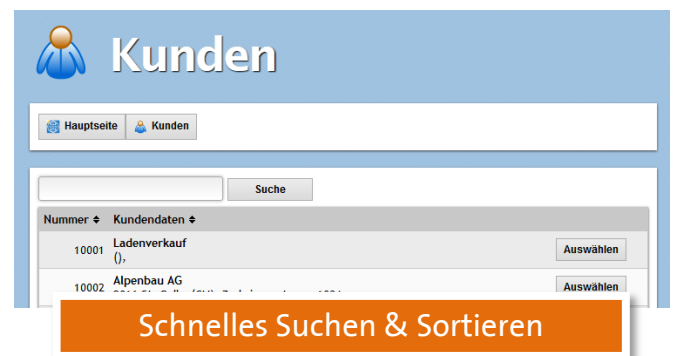 Kunden
Hauptseite Kunden
Suche
Nummer Kundendaten
10001 Ladenverkauf Auswählen
(),
10002 Alpenbau AG Auswählen
Schnelles Suchen & Sortieren